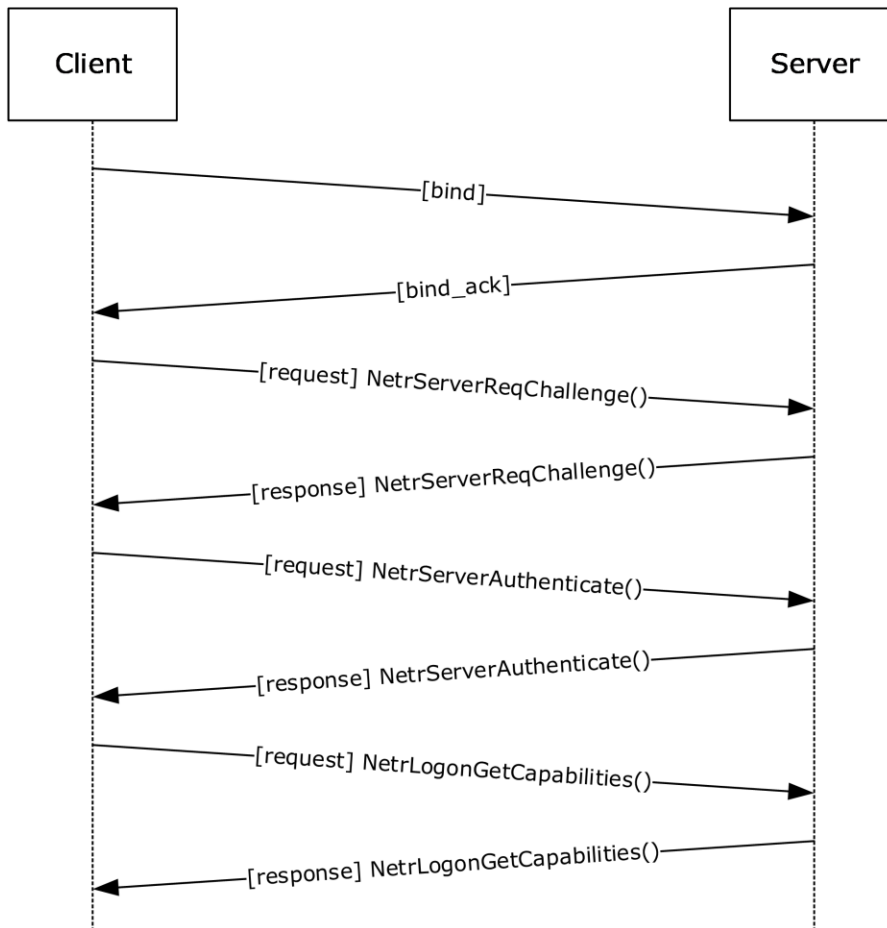 Client
Server
[bind]
[bind_ack]
[request] NetrServerReqChallenge()
[response] NetrServerReqChallenge()
[request] NetrServerAuthenticate()
[response] NetrServerAuthenticate()
[request] NetrLogonGetCapabilities()
[response] NetrLogonGetCapabilities()